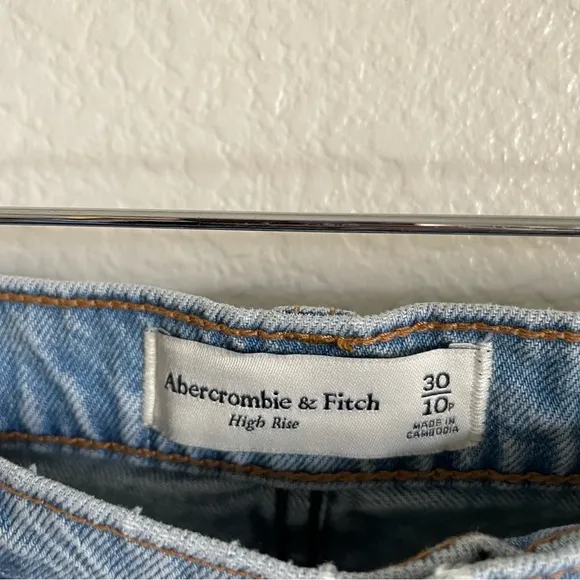 Abercrombie & Fitch
High Rise
30
10P
MADE IN
CAMBODIA